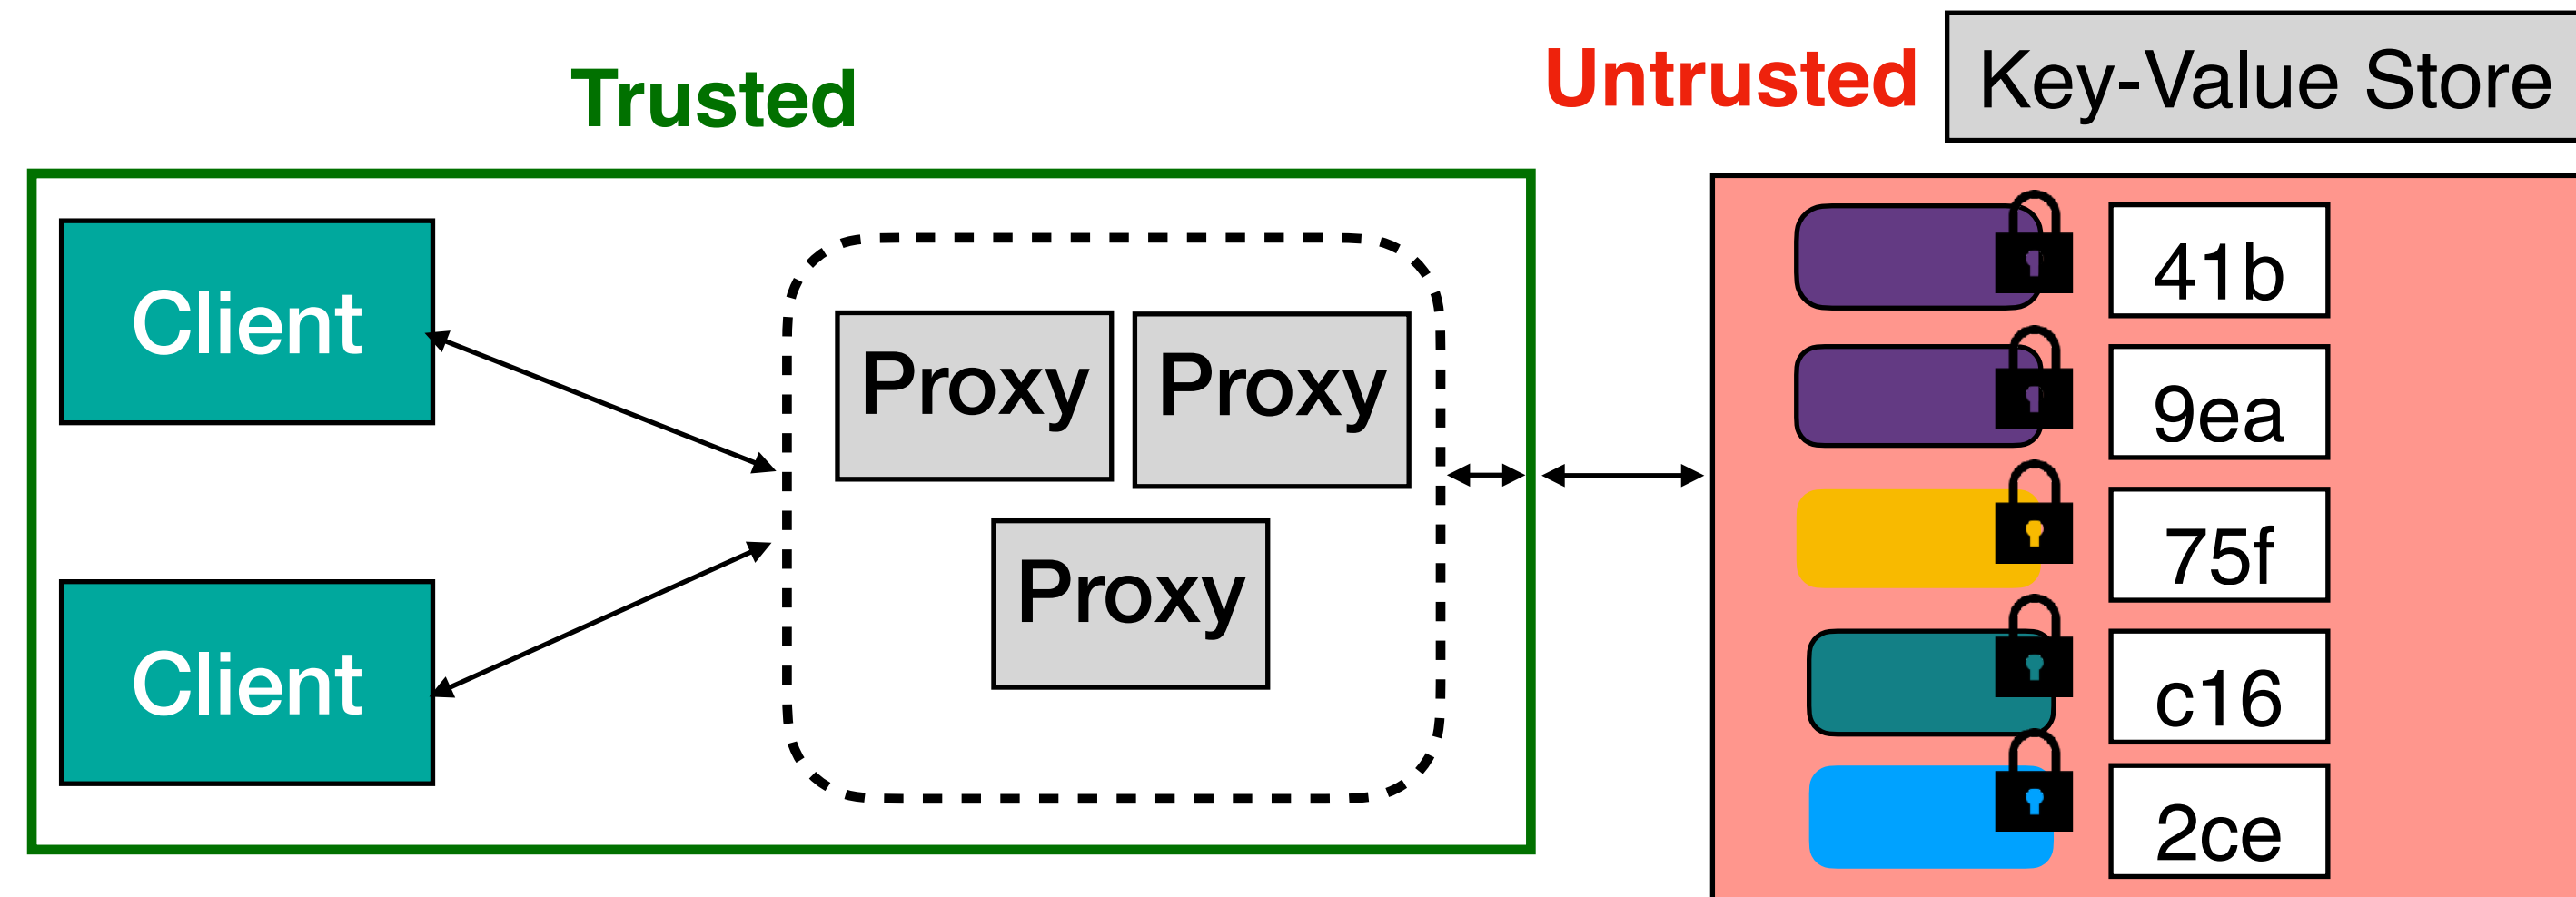 Trusted
Untrusted
Key-Value Store
Client
Client
Proxy
Proxy
Proxy
41b
9ea
75f
c16
2ce